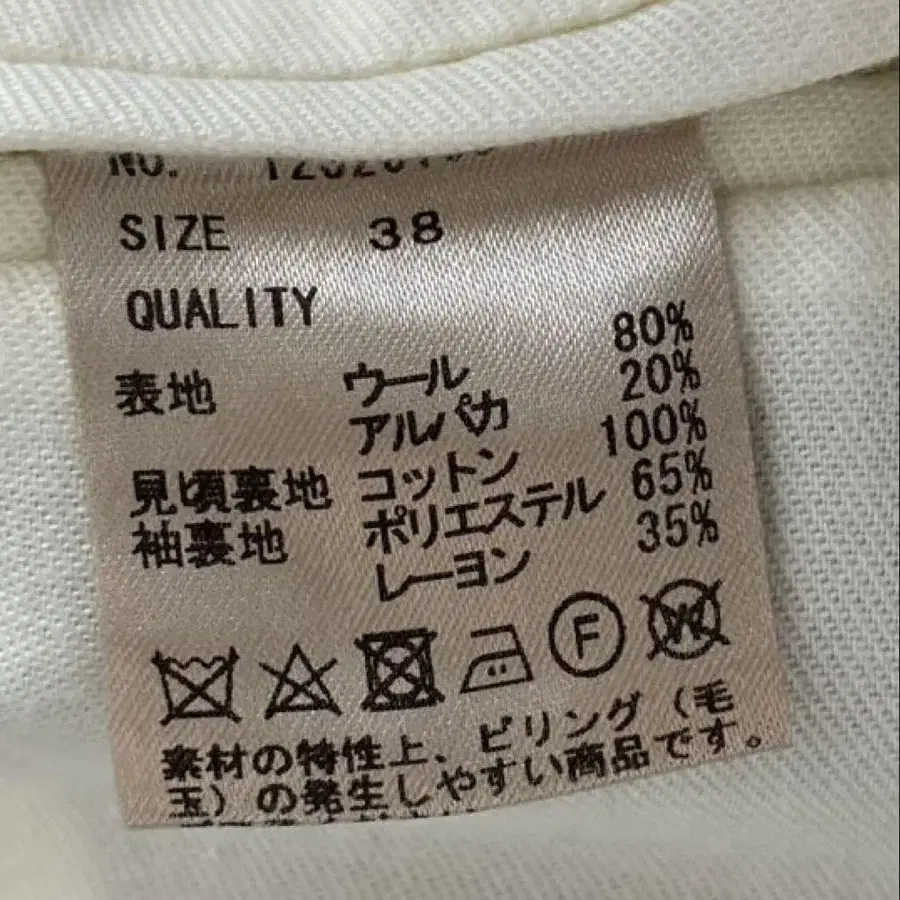 NO.
SIZE 38
QUALITY
表地 ウール 80%
アルパカ 20%
見頃裏地 コットン 100%
袖裏地 ポリエステル 65%
レーヨン 35%
F W
素材の特性上、ピリング（毛
玉）の発生しやすい商品です。